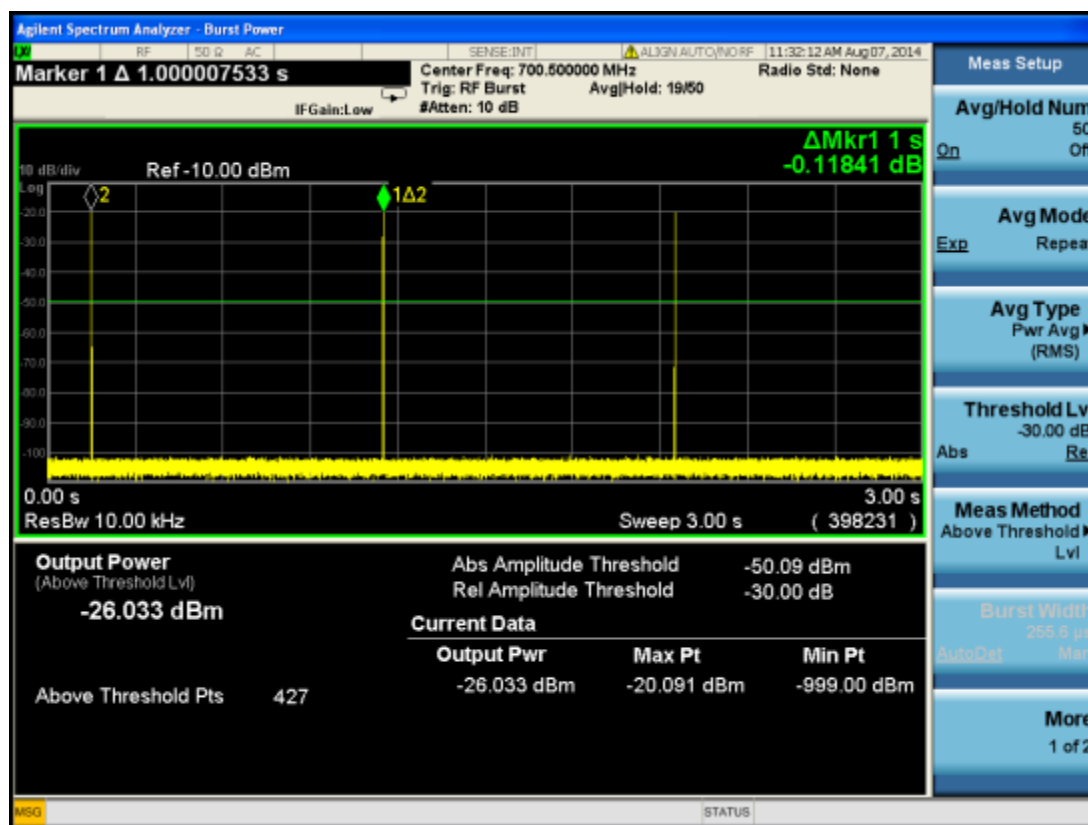 Agilent Spectrum Analyzer - Burst Power
LXI RF 50 Ω AC SENSE:INT ALIGN AUTO/NO RF 11:32:12 AM Aug 07, 2014
Marker 1 Δ 1.000007533 s
Center Freq: 700.500000 MHz Radio Std: None
Trig: RF Burst Avg|Hold: 19/50
IFGain:Low #Atten: 10 dB
ΔMkr1 1 s
-0.11841 dB
10 dB/div Ref -10.00 dBm
Log
2 1Δ2
-20.0
-30.0
-40.0
-50.0
-60.0
-70.0
-80.0
-90.0
-100
0.00 s 3.00 s
ResBw 10.00 kHz Sweep 3.00 s ( 398231 )
Output Power
(Above Threshold Lvl)
-26.033 dBm
Above Threshold Pts 427
Abs Amplitude Threshold -50.09 dBm
Rel Amplitude Threshold -30.00 dB
Current Data
Output Pwr Max Pt Min Pt
-26.033 dBm -20.091 dBm -999.00 dBm
Meas Setup
Avg/Hold Num
50
On Of
Avg Mode
Exp Repea
Avg Type
Pwr Avg
(RMS)
Threshold Lv
-30.00 dB
Abs Re
Meas Method
Above Threshold
Lvl
Burst Width
255.6 µs
AutoDet Man
More
1 of 2
MSG STATUS